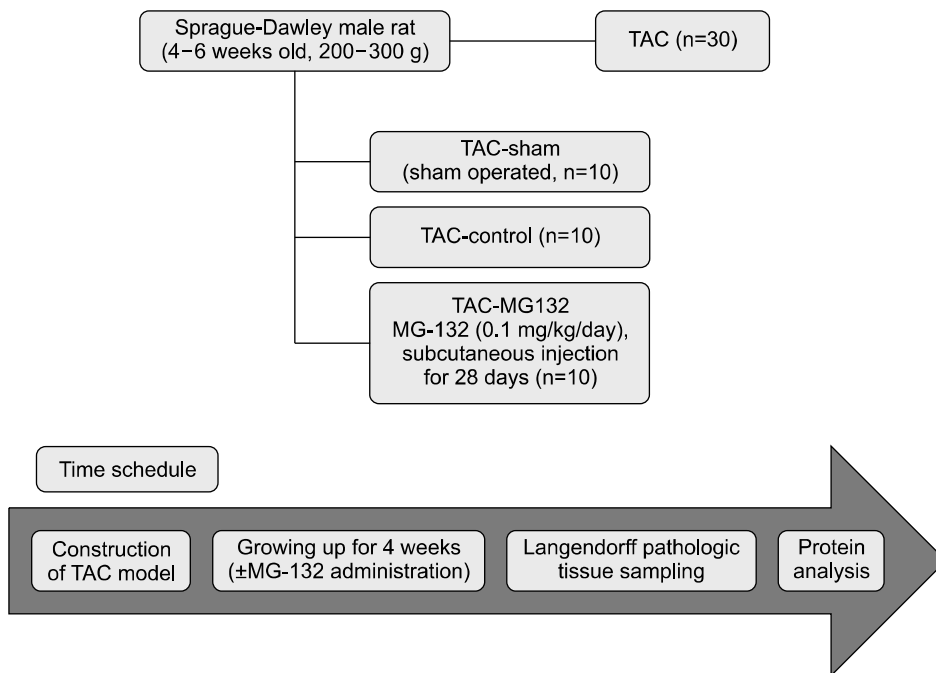 Sprague-Dawley male rat
(4−6 weeks old, 200−300 g)
TAC (n=30)
TAC-sham
(sham operated, n=10)
TAC-control (n=10)
TAC-MG132
MG-132 (0.1 mg/kg/day),
subcutaneous injection
for 28 days (n=10)
Time schedule
Construction
of TAC model
Growing up for 4 weeks
(±MG-132 administration)
Langendorff pathologic
tissue sampling
Protein
analysis